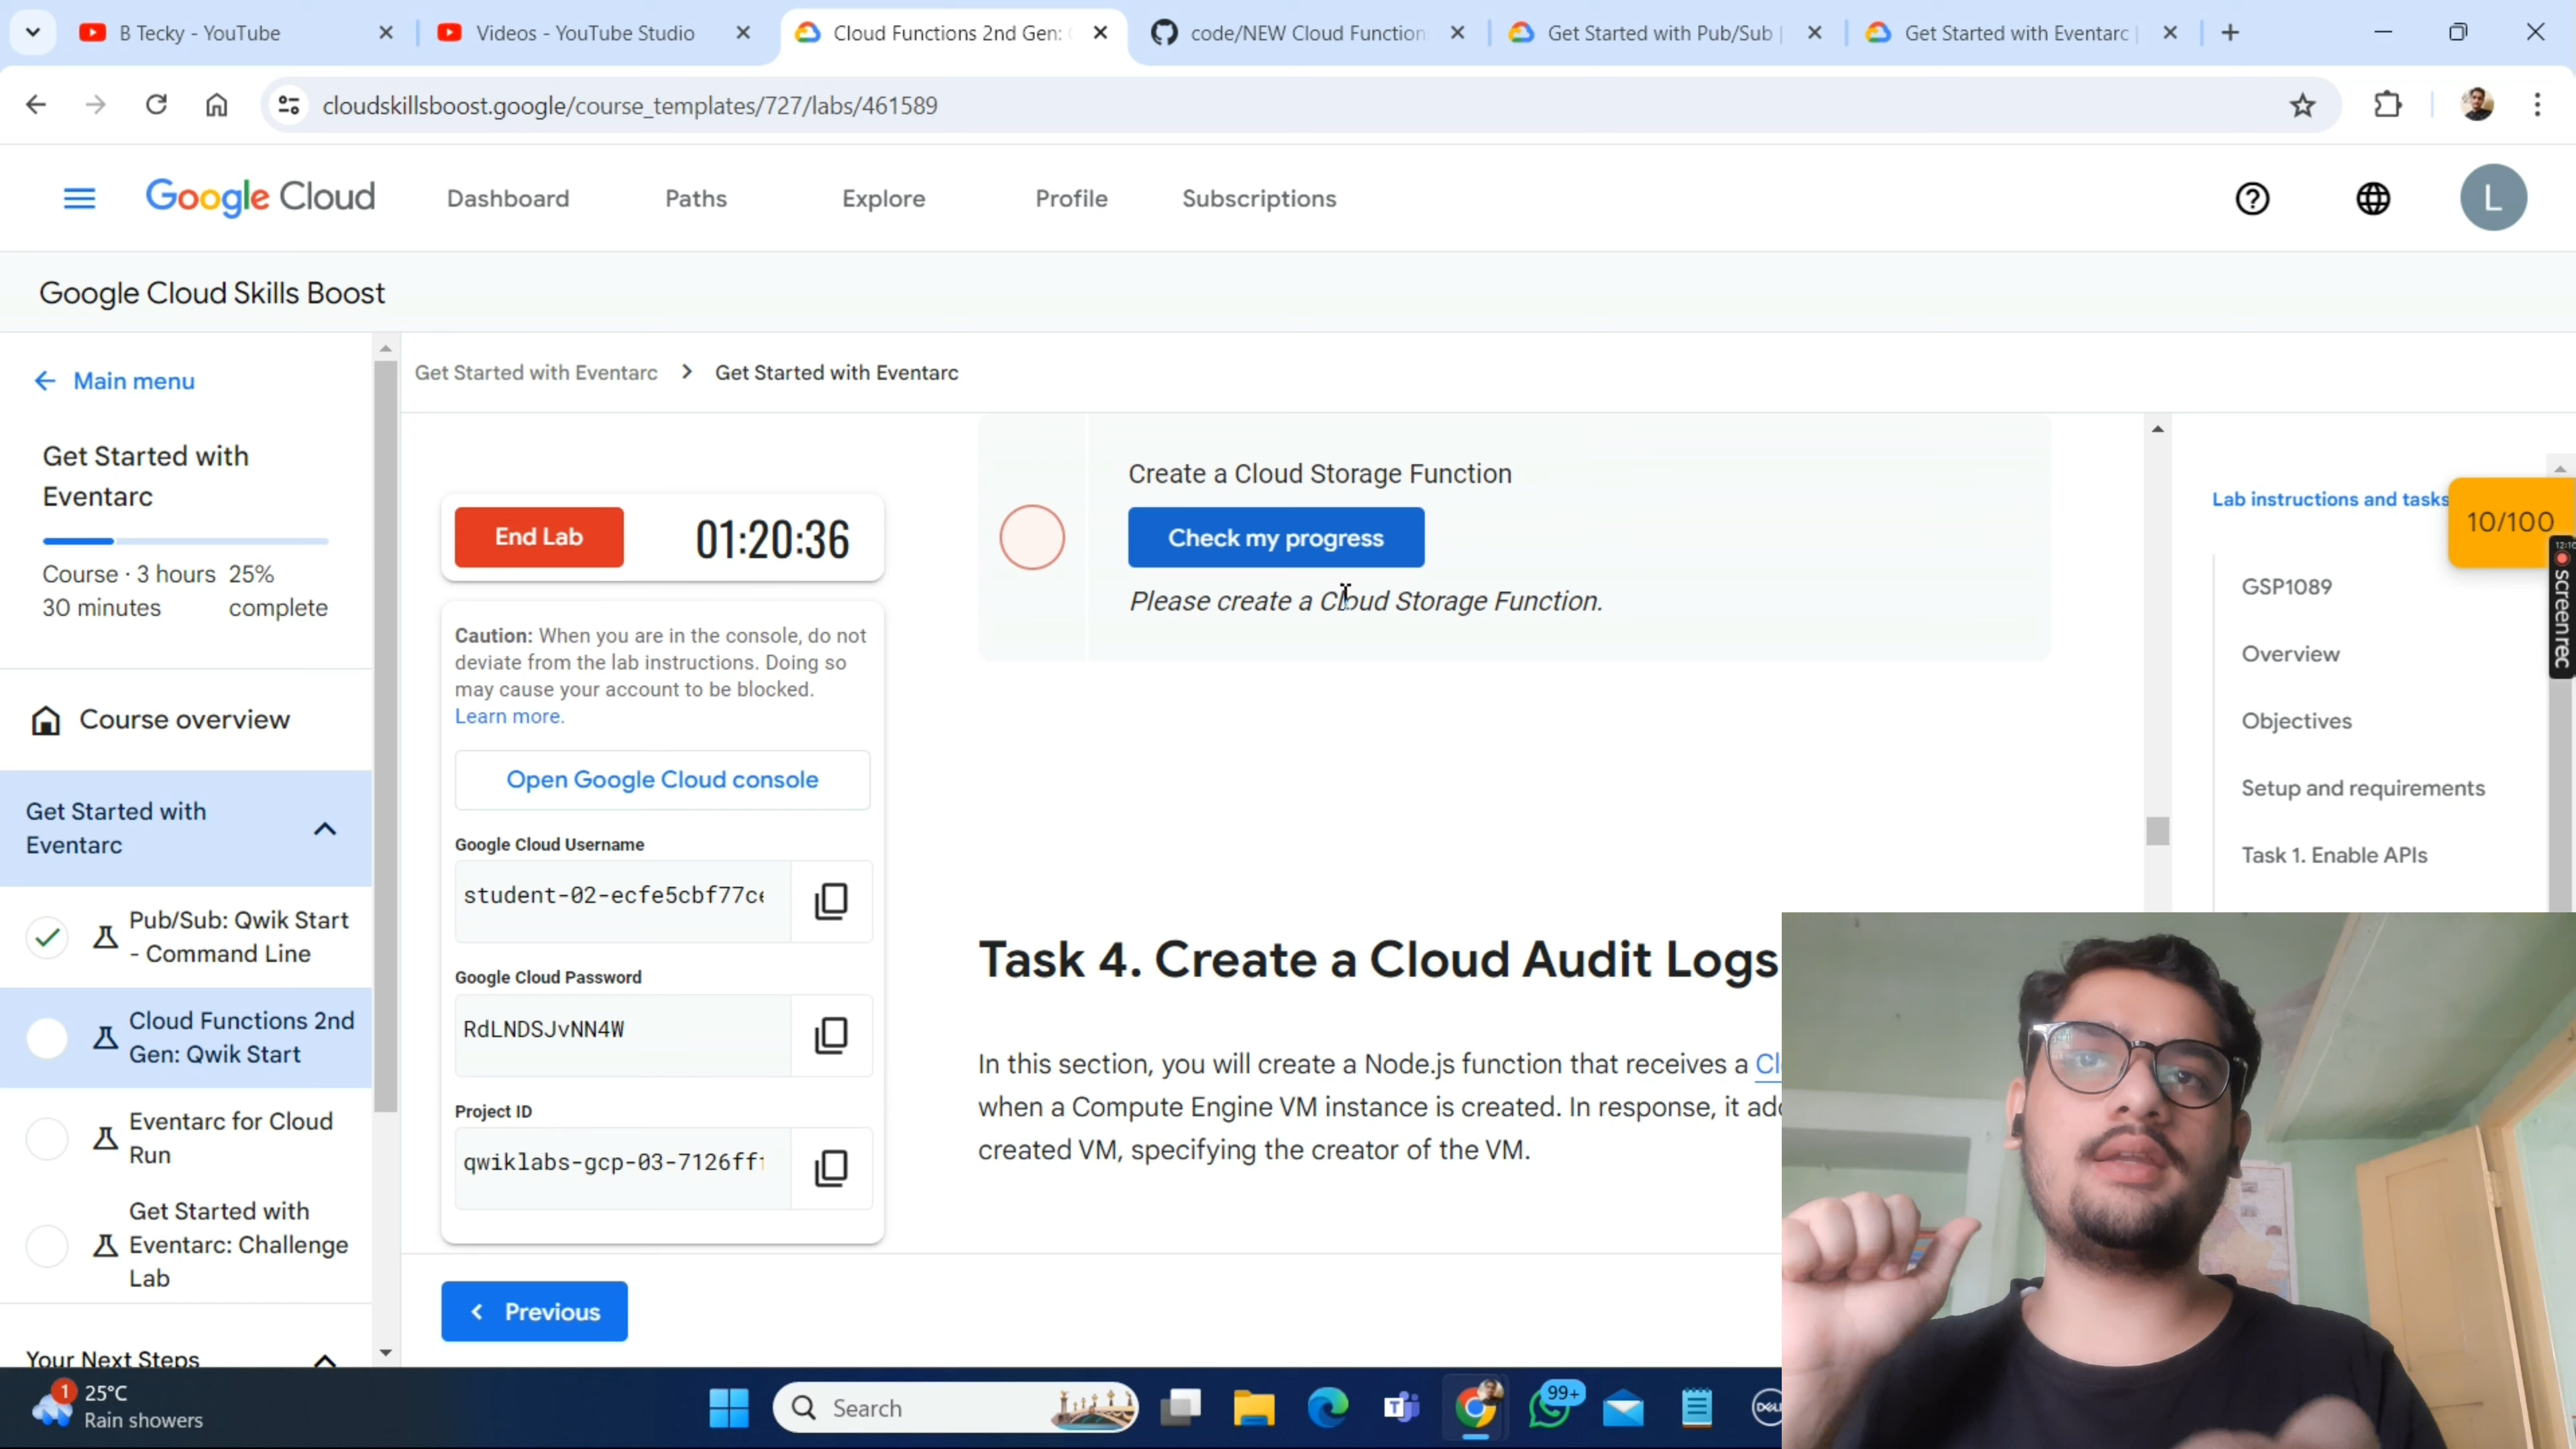 B Tecky - YouTube
Videos - YouTube Studio
Cloud Functions 2nd Gen:
code/NEW Cloud Function
Get Started with Pub/Sub |
Get Started with Eventarc |
cloudskillsboost.google/course_templates/727/labs/461589
Google Cloud
Dashboard
Paths
Explore
Profile
Subscriptions
L
Google Cloud Skills Boost
Main menu
Get Started with
Eventarc
Course · 3 hours
30 minutes
25%
complete
Course overview
Get Started with
Eventarc
Pub/Sub: Qwik Start
- Command Line
Cloud Functions 2nd
Gen: Qwik Start
Eventarc for Cloud
Run
Get Started with
Eventarc: Challenge
Lab
Your Next Steps
Get Started with Eventarc > Get Started with Eventarc
End Lab
01:20:36
Caution: When you are in the console, do not
deviate from the lab instructions. Doing so
may cause your account to be blocked.
Learn more.
Open Google Cloud console
Google Cloud Username
student-02-ecfe5cbf77ce
Google Cloud Password
RdLNDSJvNN4W
Project ID
qwiklabs-gcp-03-7126fff
Previous
Create a Cloud Storage Function
Check my progress
Please create a Cloud Storage Function.
Task 4. Create a Cloud Audit Logs
In this section, you will create a Node.js function that receives a Cl
when a Compute Engine VM instance is created. In response, it add
created VM, specifying the creator of the VM.
Lab instructions and tasks
10/100
GSP1089
Overview
Objectives
Setup and requirements
Task 1. Enable APIs
screenrec
1
25°C
Rain showers
Search
99+
DELL